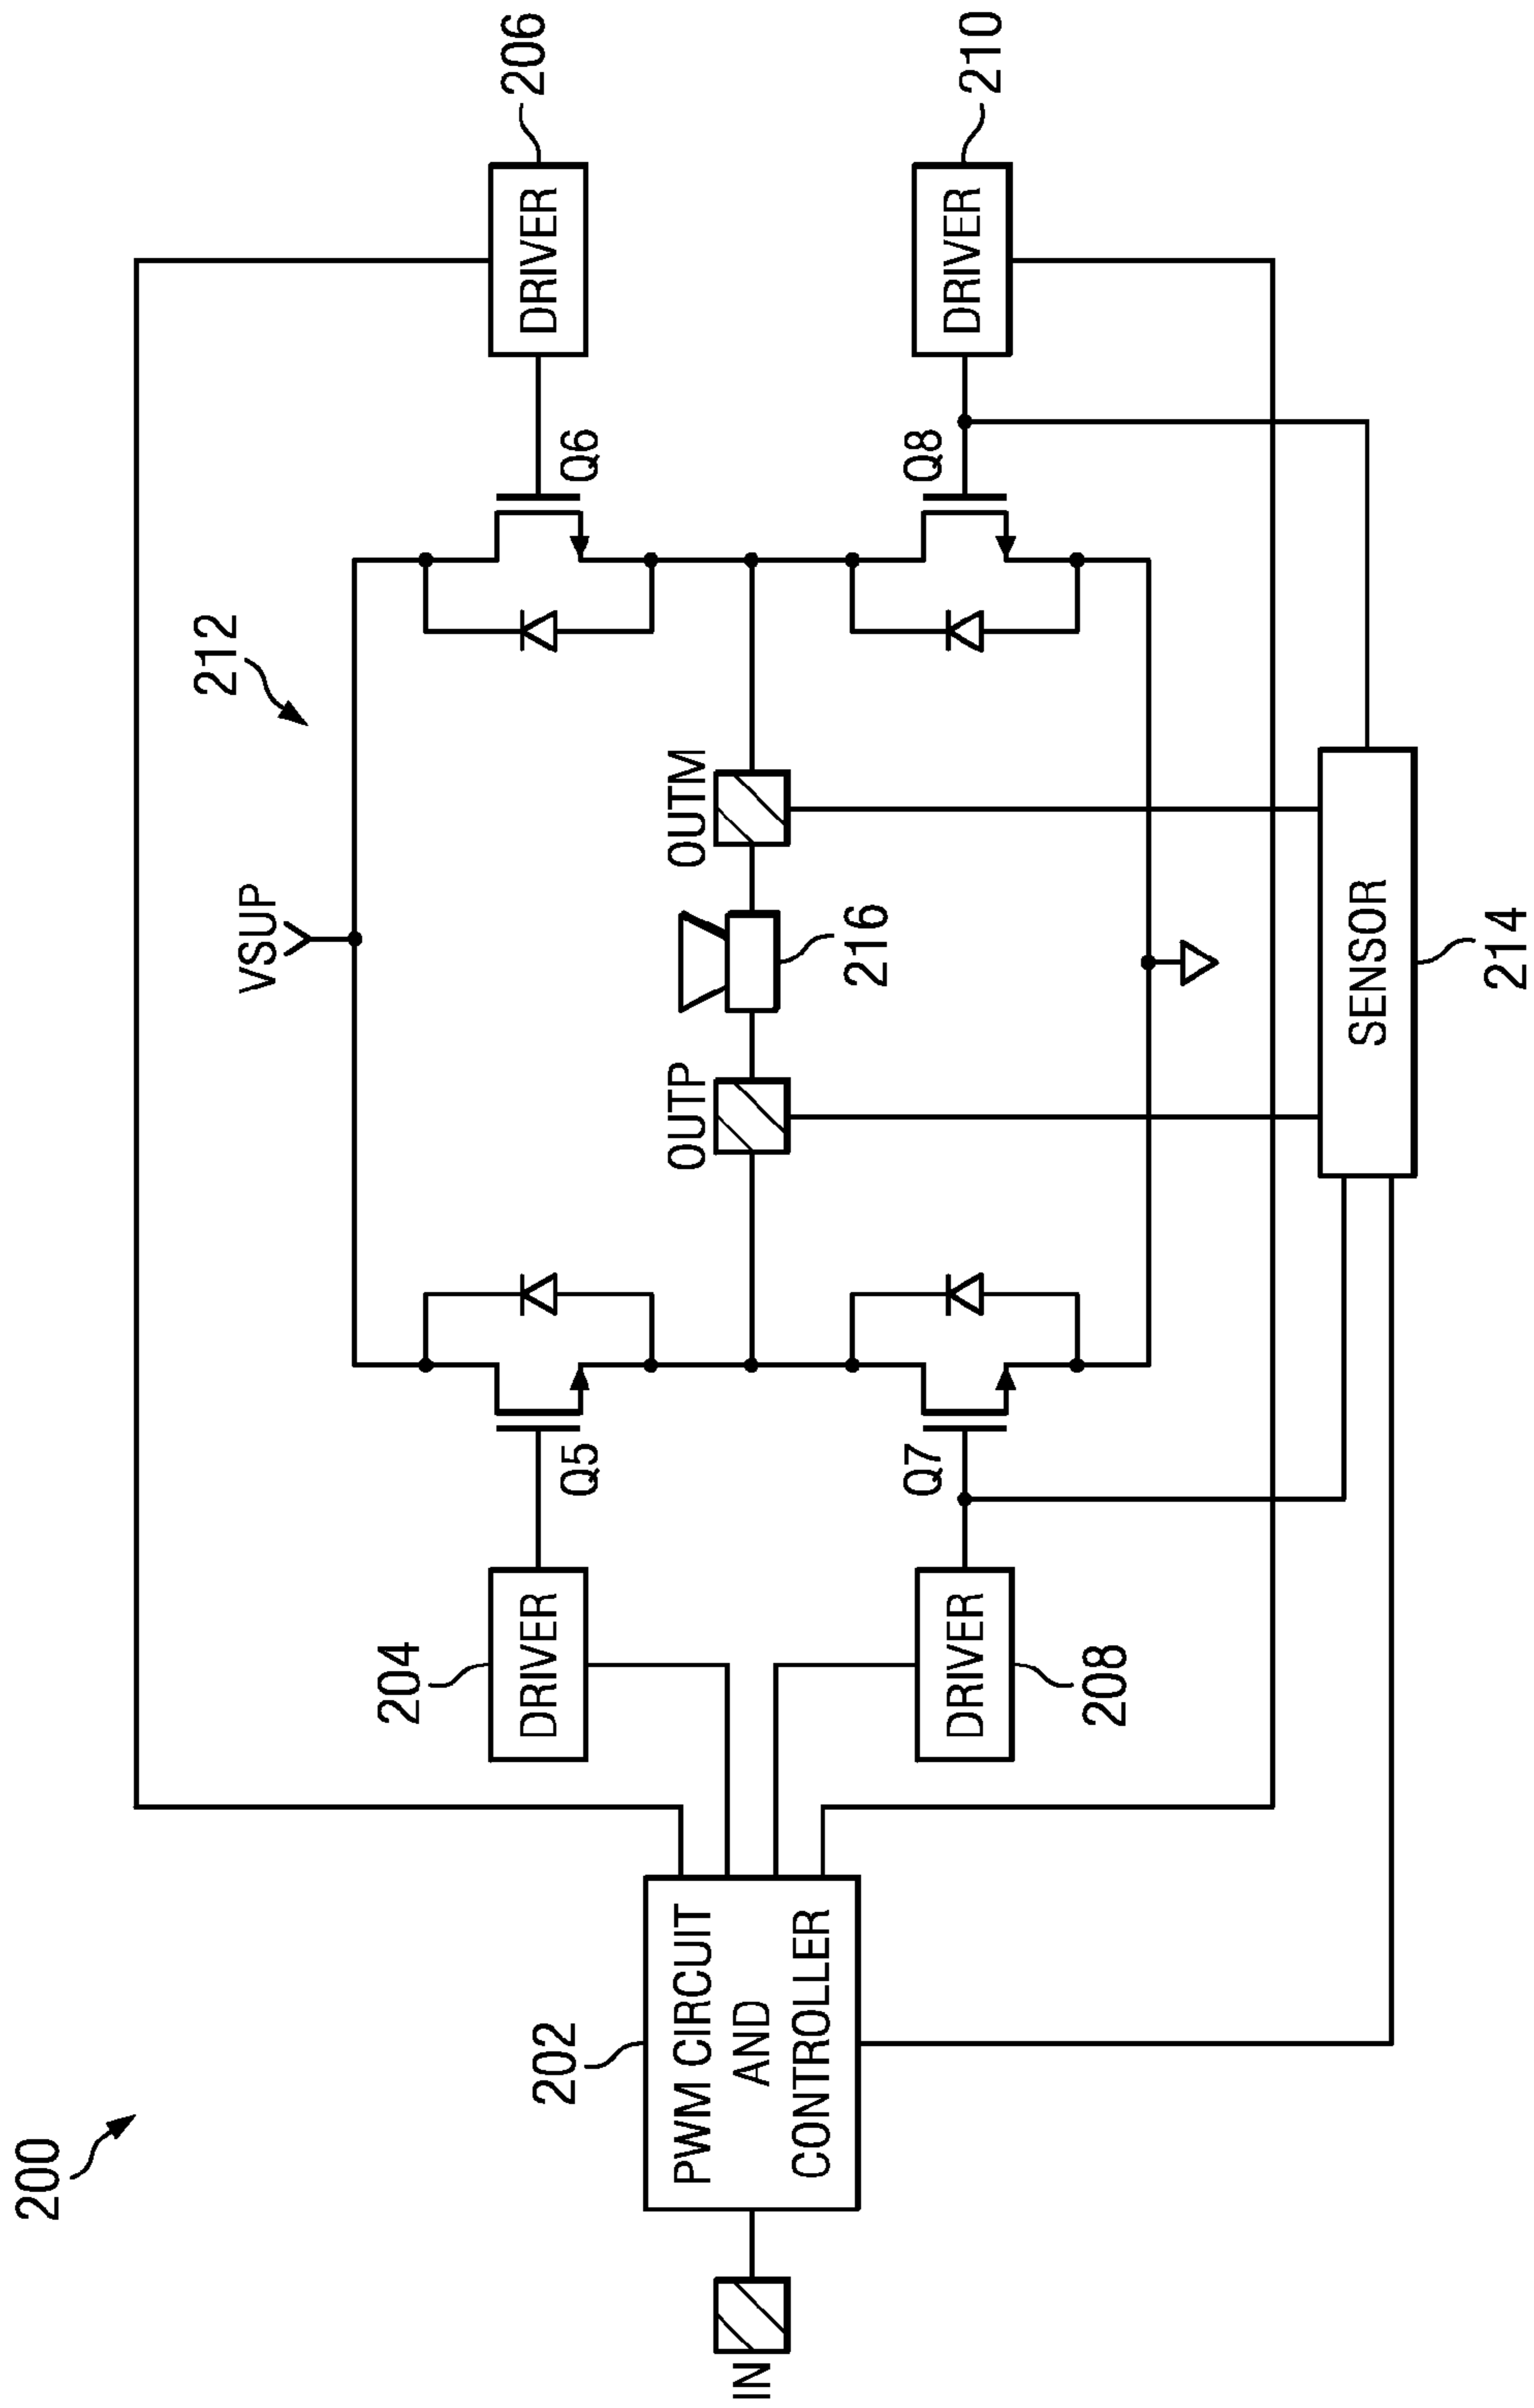 200
IN
202
PWM CIRCUIT
AND
CONTROLLER
204
DRIVER
208
DRIVER
Q5
Q7
VSUP
212
OUTP
216
OUTM
SENSOR
214
Q6
Q8
DRIVER
206
DRIVER
210